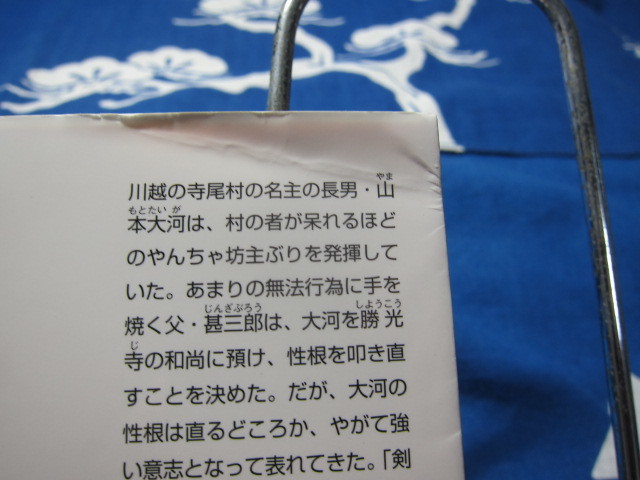 川越の寺尾村の名主の長男・山
本大河は、村の者が呆れるほど
のやんちゃ坊主ぶりを発揮して
いた。あまりの無法行為に手を
焼く父・甚三郎は、大河を勝光
寺の和尚に預け、性根を叩き直
すことを決めた。だが、大河の
性根は直るどころか、やがて強
い意志となって表れてきた。「剣